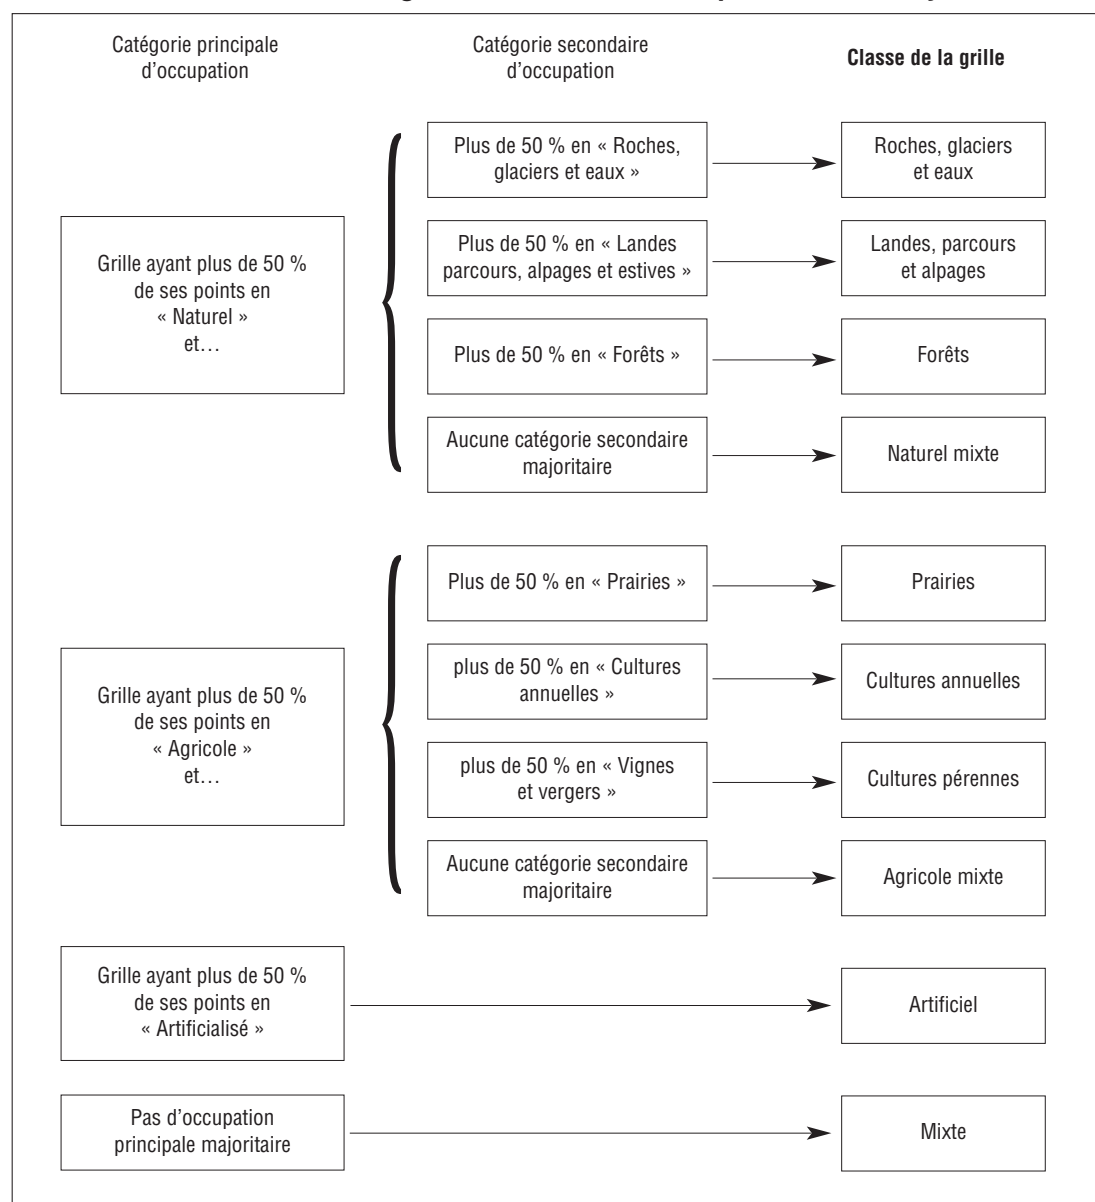 Catégorie principale
d'occupation
Catégorie secondaire
d'occupation
Classe de la grille
Grille ayant plus de 50 %
de ses points en
« Naturel »
et…
Plus de 50 % en « Roches,
glaciers et eaux »
Roches, glaciers
et eaux
Plus de 50 % en « Landes
parcours, alpages et estives »
Landes, parcours
et alpages
Plus de 50 % en « Forêts »
Forêts
Aucune catégorie secondaire
majoritaire
Naturel mixte
Grille ayant plus de 50 %
de ses points en
« Agricole »
et…
Plus de 50 % en « Prairies »
Prairies
plus de 50 % en « Cultures
annuelles »
Cultures annuelles
plus de 50 % en « Vignes
et vergers »
Cultures pérennes
Aucune catégorie secondaire
majoritaire
Agricole mixte
Grille ayant plus de 50 %
de ses points en
« Artificialisé »
Artificiel
Pas d'occupation
principale majoritaire
Mixte